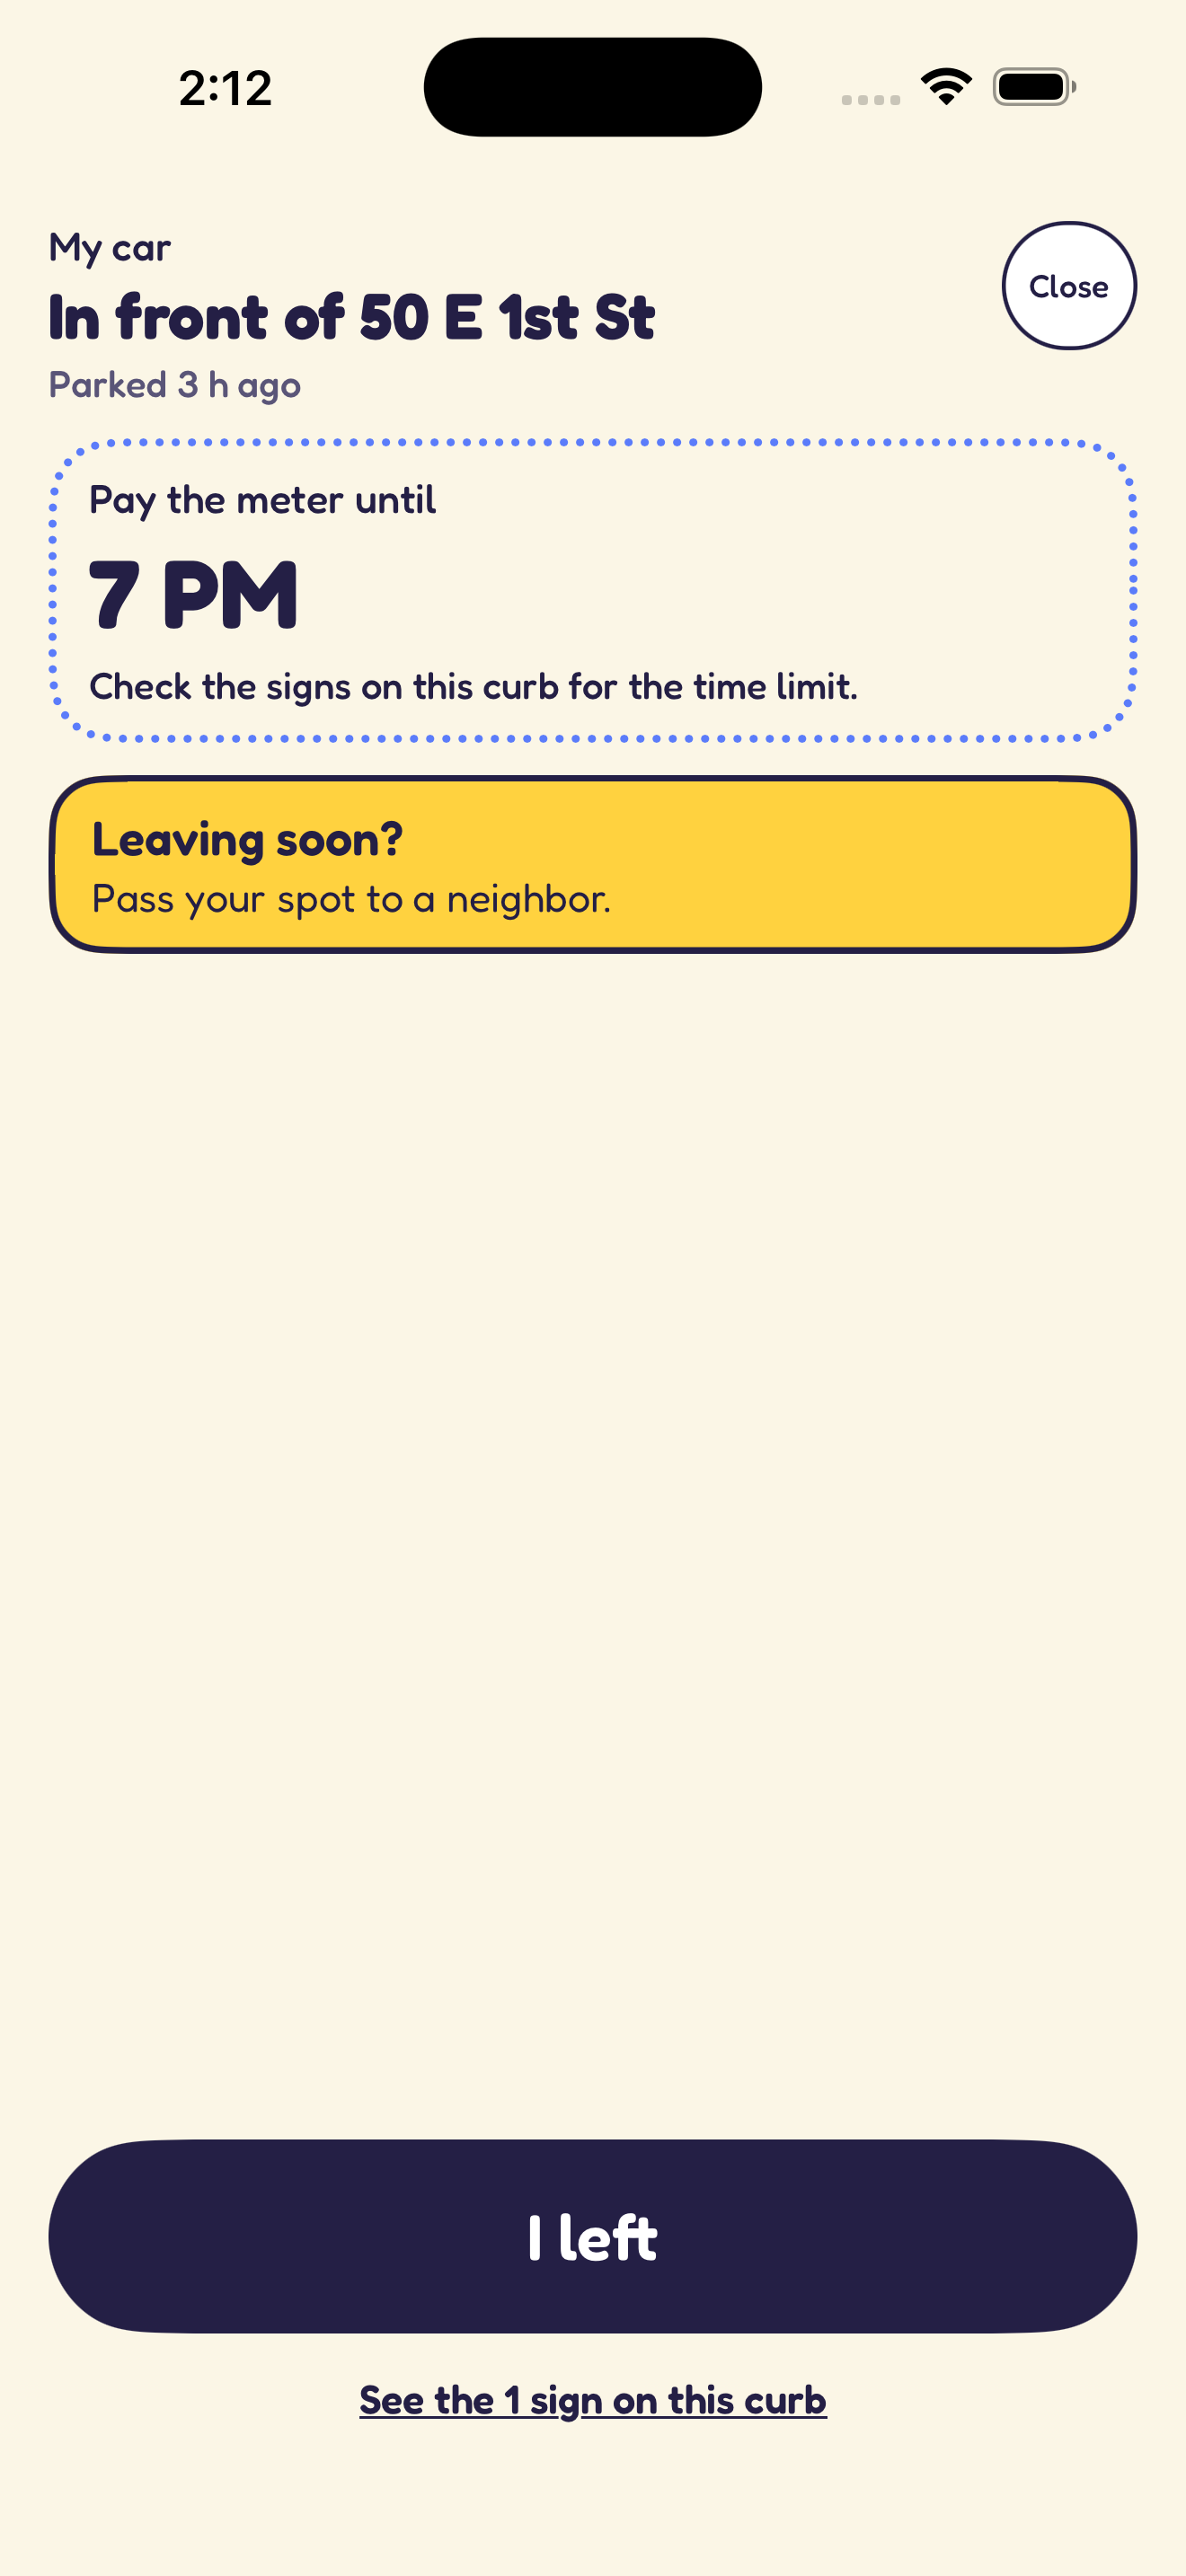 2:12
My car
In front of 50 E 1st St
Parked 3 h ago
Close
Pay the meter until
7 PM
Check the signs on this curb for the time limit.
Leaving soon?
Pass your spot to a neighbor.
I left
See the 1 sign on this curb